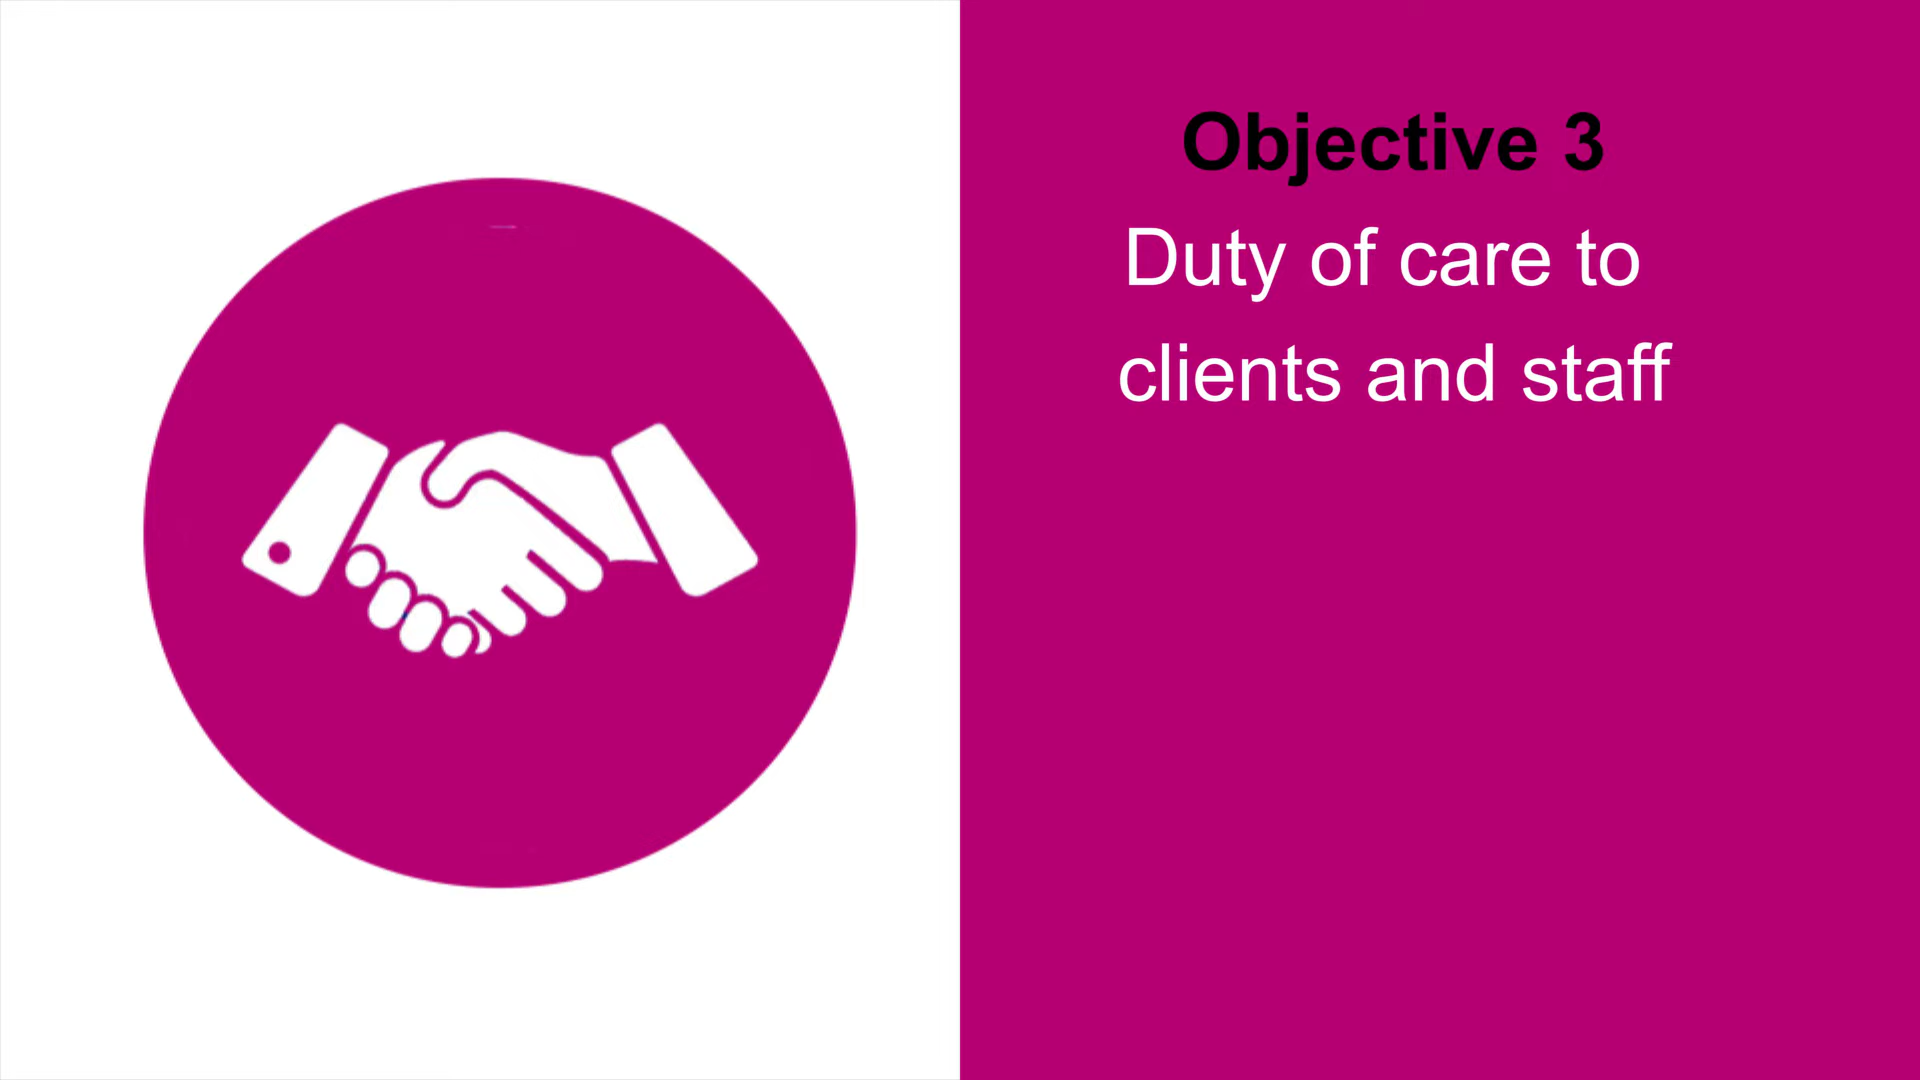 Objective 3
Duty of care to
clients and staff